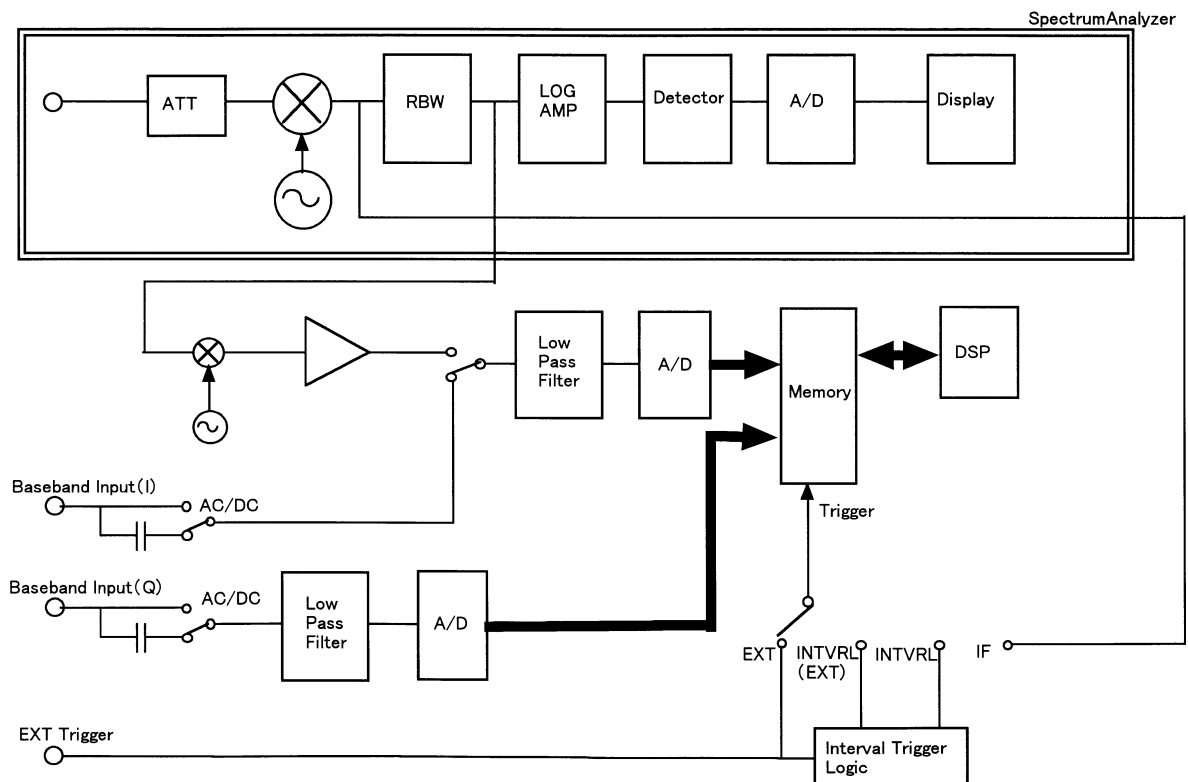 SpectrumAnalyzer
ATT
RBW
LOG
AMP
Detector
A/D
Display
Low
Pass
Filter
A/D
Memory
DSP
Baseband Input(I)
AC/DC
Trigger
Baseband Input(Q)
AC/DC
Low
Pass
Filter
A/D
EXT
INTVRL
(EXT)
INTVRL
IF
EXT Trigger
Interval Trigger
Logic